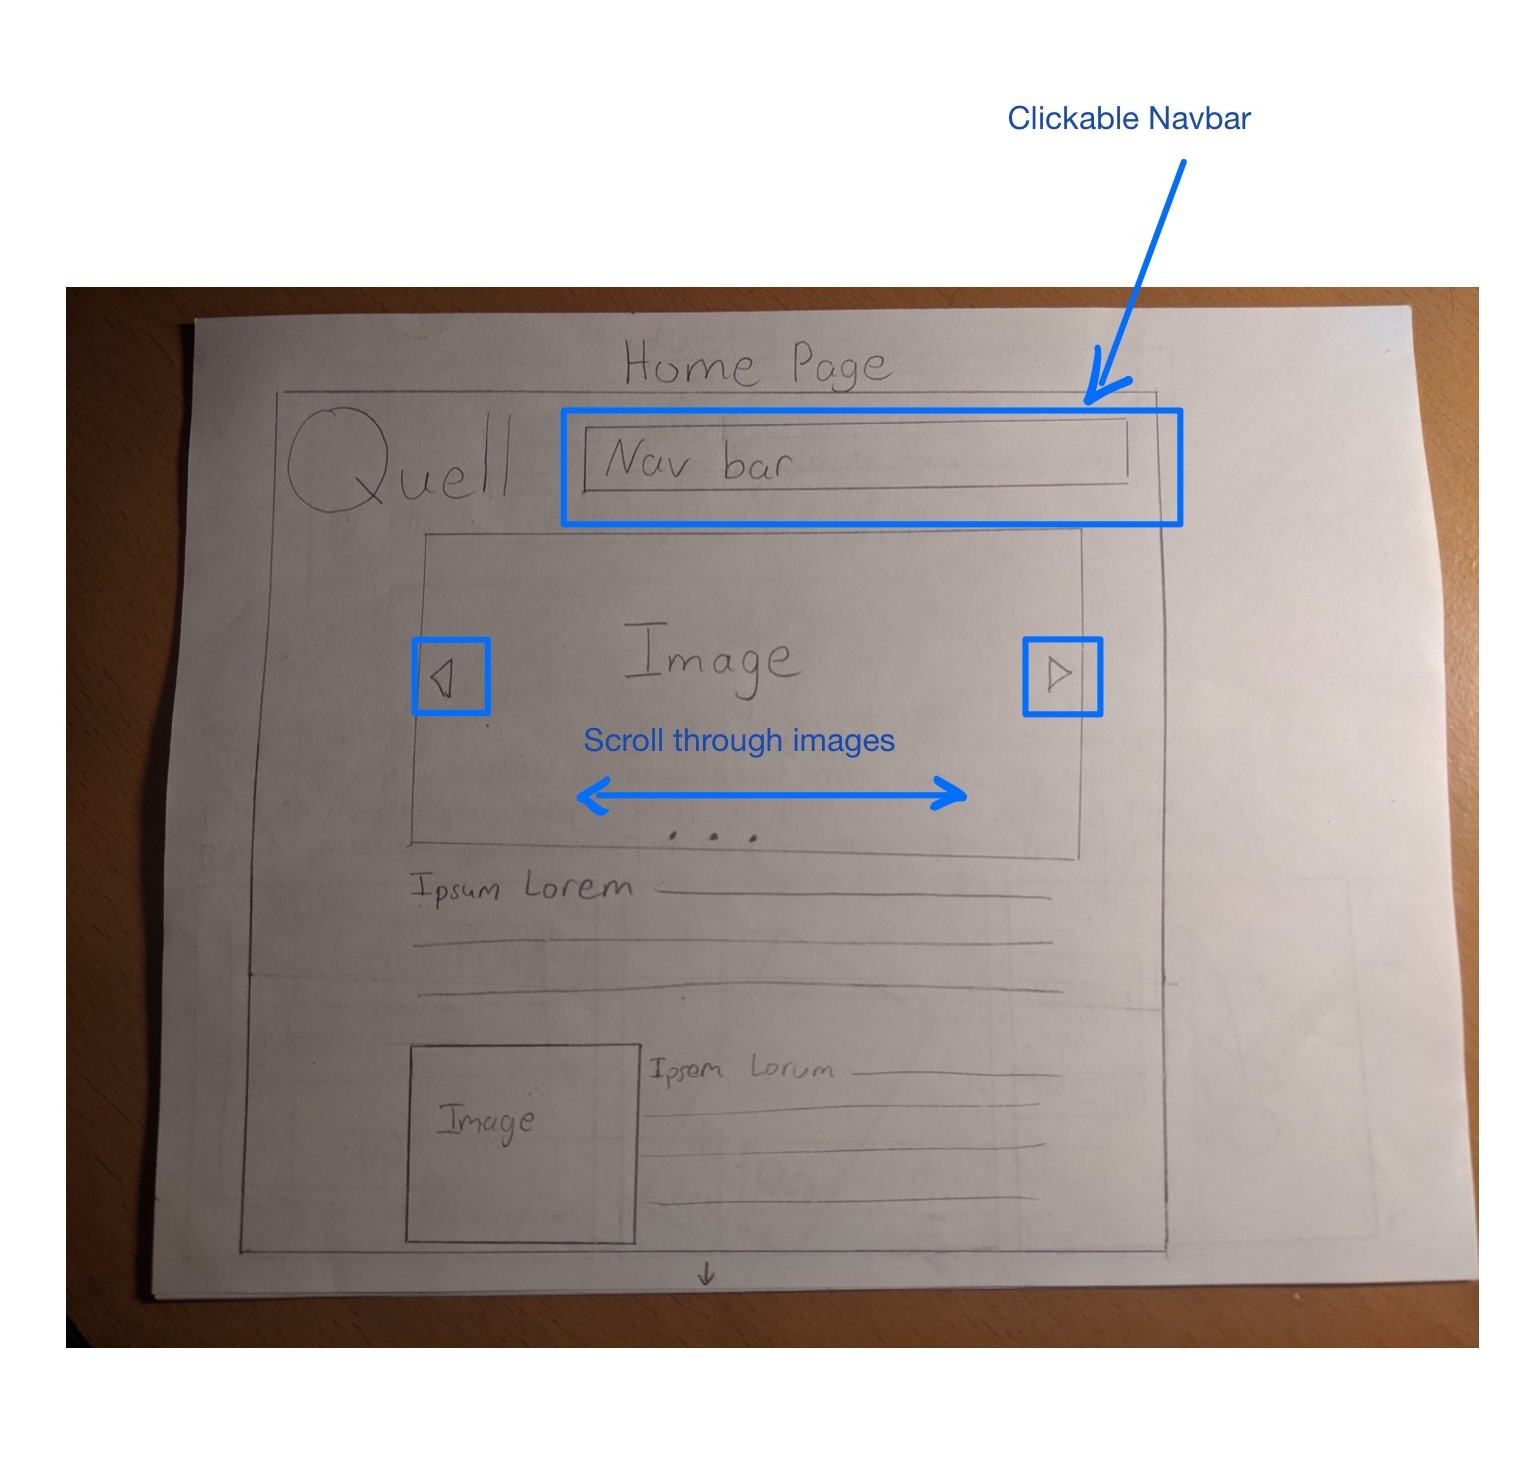 Clickable Navbar
Home Page
Quell
Nav bar
Image
Scroll through images
Ipsum Lorem
Image
Ipsem Lorum